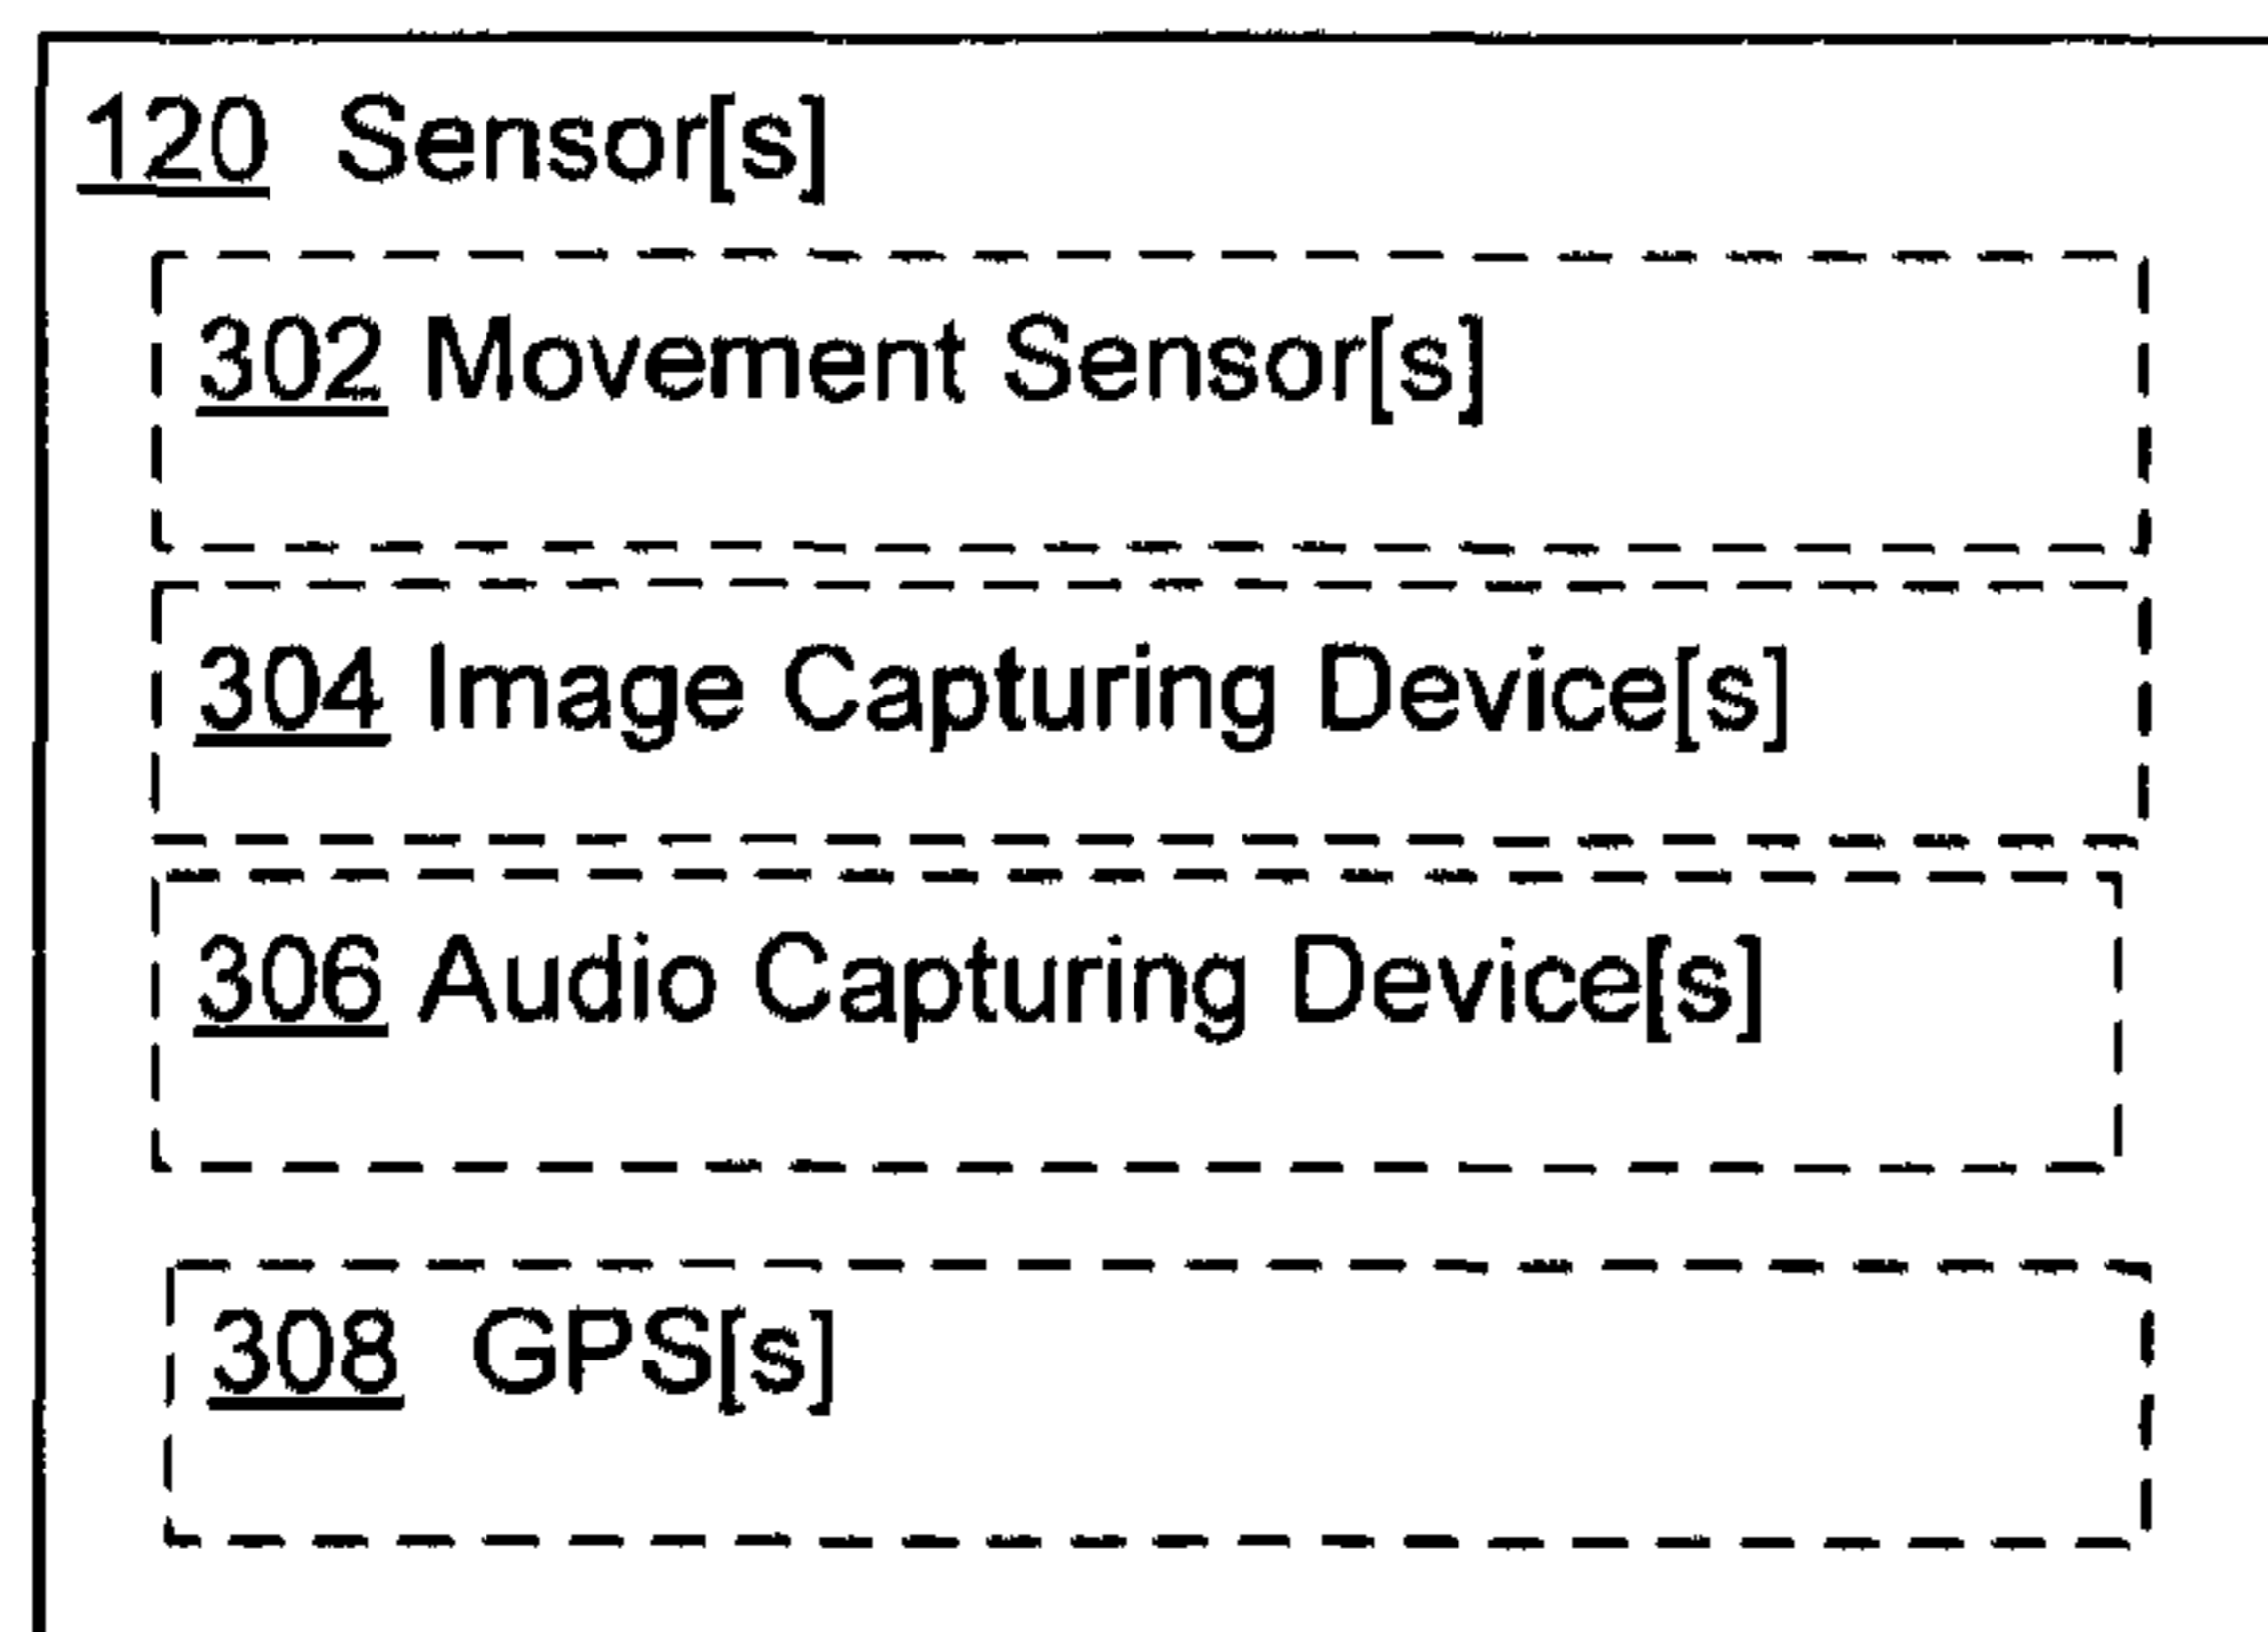 120 Sensor[s]
302 Movement Sensor[s]
304 Image Capturing Device[s]
306 Audio Capturing Device[s]
308 GPS[s]